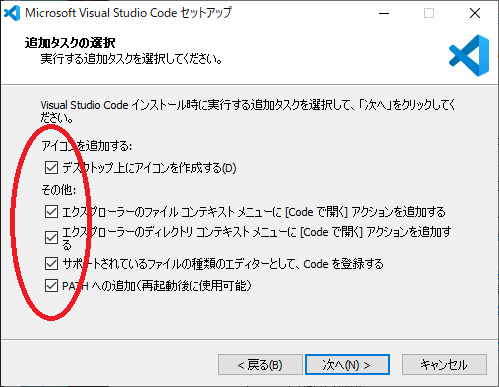 Microsoft Visual Studio Code セットアップ
追加タスクの選択
実行する追加タスクを選択してください。
Visual Studio Code インストール時に実行する追加タスクを選択して、「次へ」をクリックしてく
ださい。
アイコンを追加する:
デスクトップ上にアイコンを作成する(D)
その他:
エクスプローラーのファイル コンテキスト メニューに [Code で開く] アクションを追加する
エクスプローラーのディレクトリ コンテキスト メニューに [Code で開く] アクションを追加す
る
サポートされているファイルの種類のエディターとして、Code を登録する
PATH への追加（再起動後に使用可能）
< 戻る(B)
次へ(N) >
キャンセル